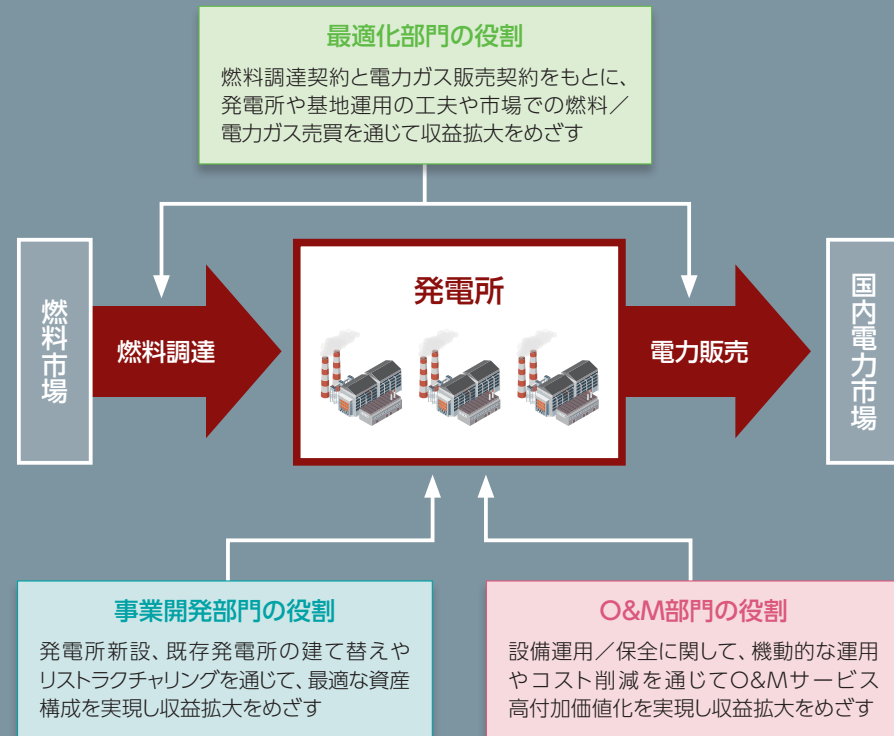 最適化部門の役割
燃料調達契約と電力ガス販売契約をもとに、
発電所や基地運用の工夫や市場での燃料／
電力ガス売買を通じて収益拡大をめざす
燃料市場
燃料調達
発電所
電力販売
国内電力市場
事業開発部門の役割
発電所新設、既存発電所の建て替えや
リストラクチャリングを通じて、最適な資産
構成を実現し収益拡大をめざす
O&M部門の役割
設備運用／保全に関して、機動的な運用
やコスト削減を通じてO&Mサービス
高付加価値化を実現し収益拡大をめざす